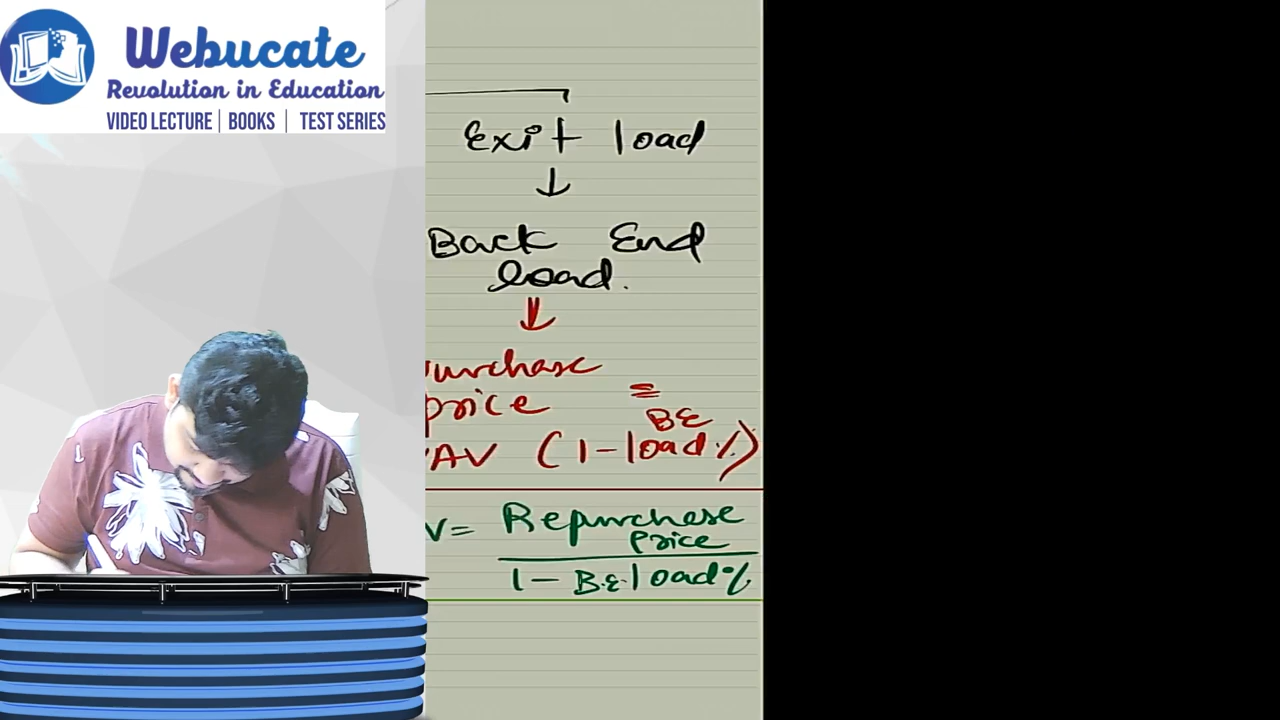 Webucate
Revolution in Education
VIDEO LECTURE | BOOKS | TEST SERIES
Exit load
↓
Back End
load.
↓
urchase
price =
BE
AV (1-load%)
V= Repurchase
Price
1- B.E. load%